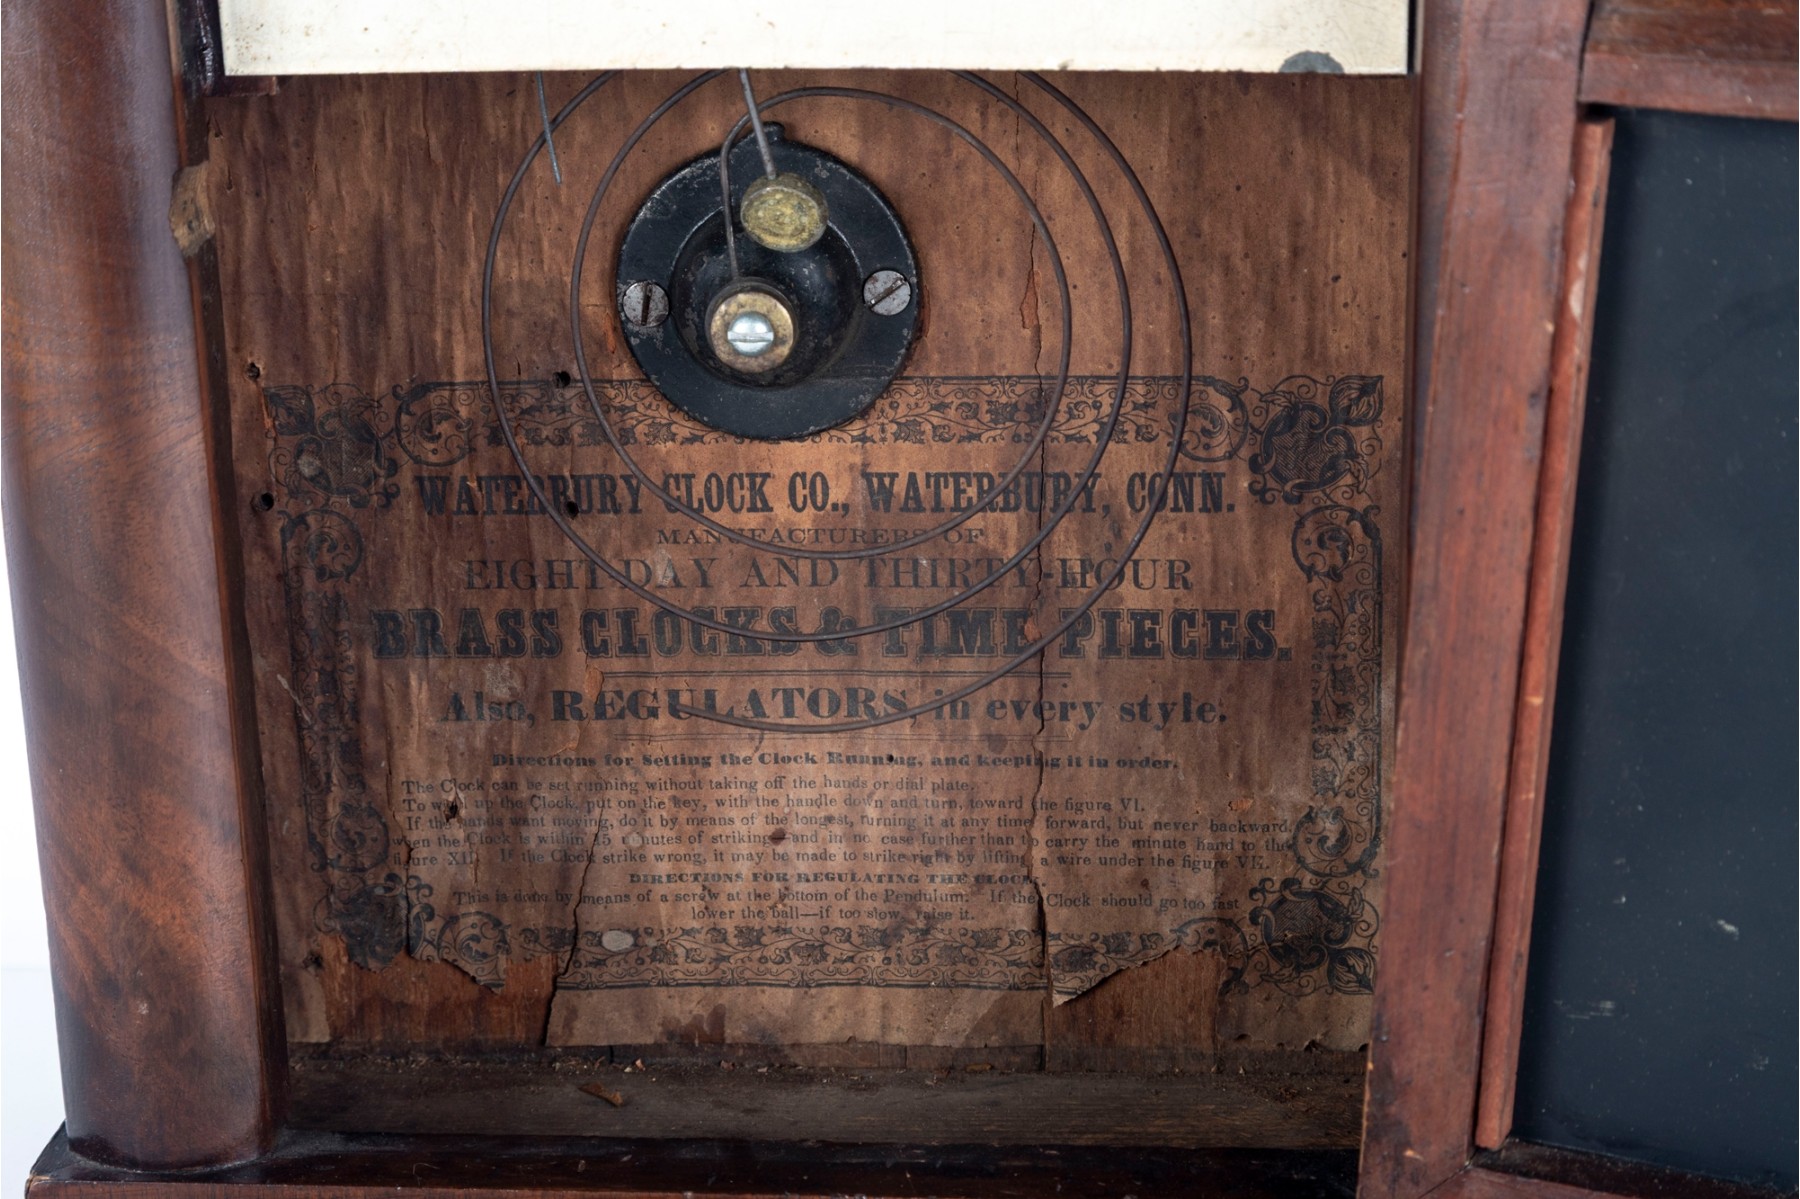 WATERBURY CLOCK CO., WATERBURY, CONN.
MANUFACTURERS OF
EIGHT-DAY AND THIRTY-HOUR
BRASS CLOCKS & TIME PIECES.
Also, REGULATORS, in every style.
Directions for Setting the Clock Running, and keeping it in order.
The Clock can be set running without taking off the hands or dial plate.
To wind up the Clock, put on the key, with the handle down and turn, toward the figure VI.
If the hands want moving, do it by means of the longest, turning it at any time forward, but never backward,
when the Clock is within 15 minutes of striking—and in no case further than to carry the minute hand to the
figure XII. If the Clock strike wrong, it may be made to strike right by lifting a wire under the figure VII.
DIRECTIONS FOR REGULATING THE CLOCK.
This is done by means of a screw at the bottom of the Pendulum. If the Clock should go too fast
lower the ball—if too slow, raise it.